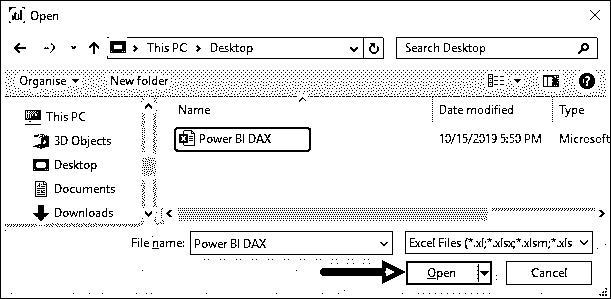 Open
This PC > Desktop
Search Desktop
Organise
New folder
This PC
3D Objects
Desktop
Documents
Downloads
Name
Date modified
Type
Power BI DAX
10/15/2019 5:50 PM
Microsof
File name:
Power BI DAX
Excel Files (*.xl;*.xlsx;*.xlsm;*.xls
Open
Cancel